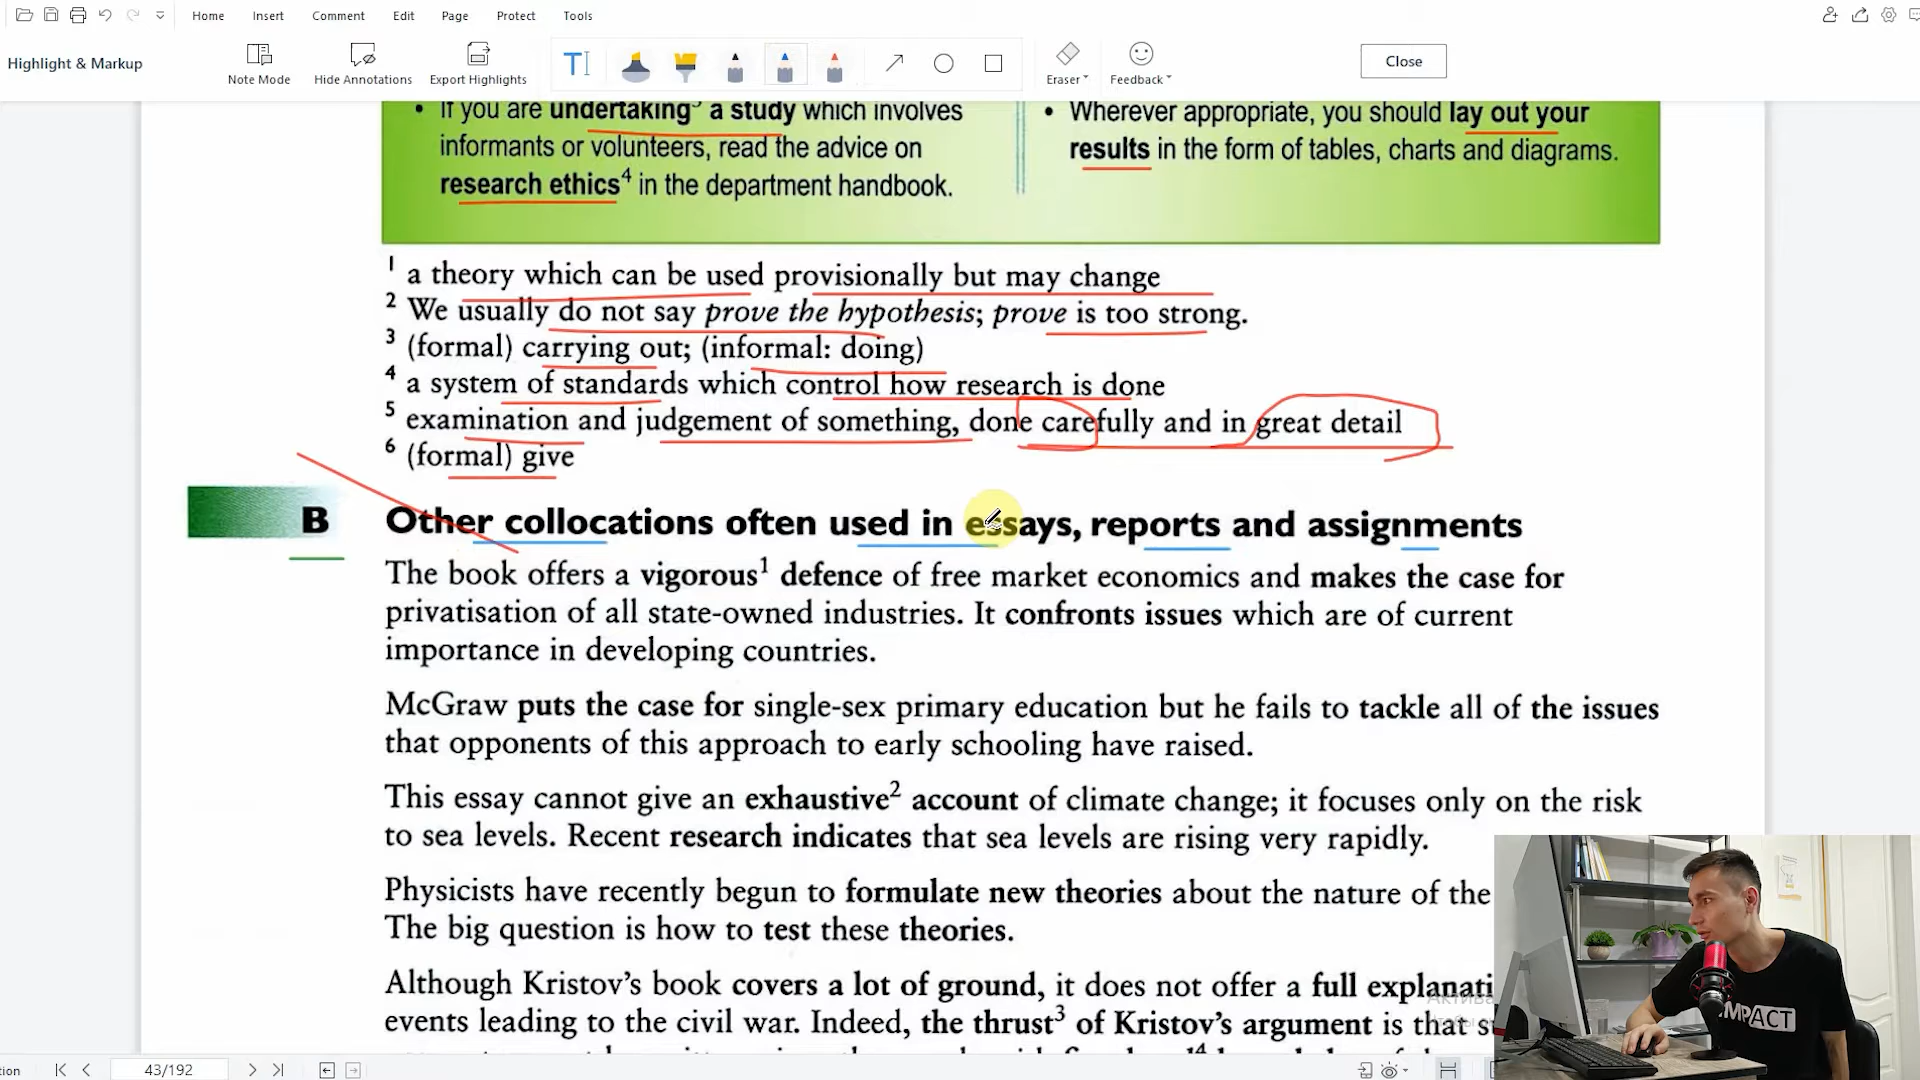 Home Insert Comment Edit Page Protect Tools
Highlight & Markup
Note Mode Hide Annotations Export Highlights Eraser Feedback Close
• If you are undertaking³ a study which involves
informants or volunteers, read the advice on
research ethics⁴ in the department handbook.
• Wherever appropriate, you should lay out your
results in the form of tables, charts and diagrams.
¹ a theory which can be used provisionally but may change
² We usually do not say prove the hypothesis; prove is too strong.
³ (formal) carrying out; (informal: doing)
⁴ a system of standards which control how research is done
⁵ examination and judgement of something, done carefully and in great detail
⁶ (formal) give
B Other collocations often used in essays, reports and assignments
The book offers a vigorous¹ defence of free market economics and makes the case for
privatisation of all state-owned industries. It confronts issues which are of current
importance in developing countries.
McGraw puts the case for single-sex primary education but he fails to tackle all of the issues
that opponents of this approach to early schooling have raised.
This essay cannot give an exhaustive² account of climate change; it focuses only on the risk
to sea levels. Recent research indicates that sea levels are rising very rapidly.
Physicists have recently begun to formulate new theories about the nature of the
The big question is how to test these theories.
Although Kristov's book covers a lot of ground, it does not offer a full explanati
events leading to the civil war. Indeed, the thrust³ of Kristov's argument is that
IMPACT
tion 43/192